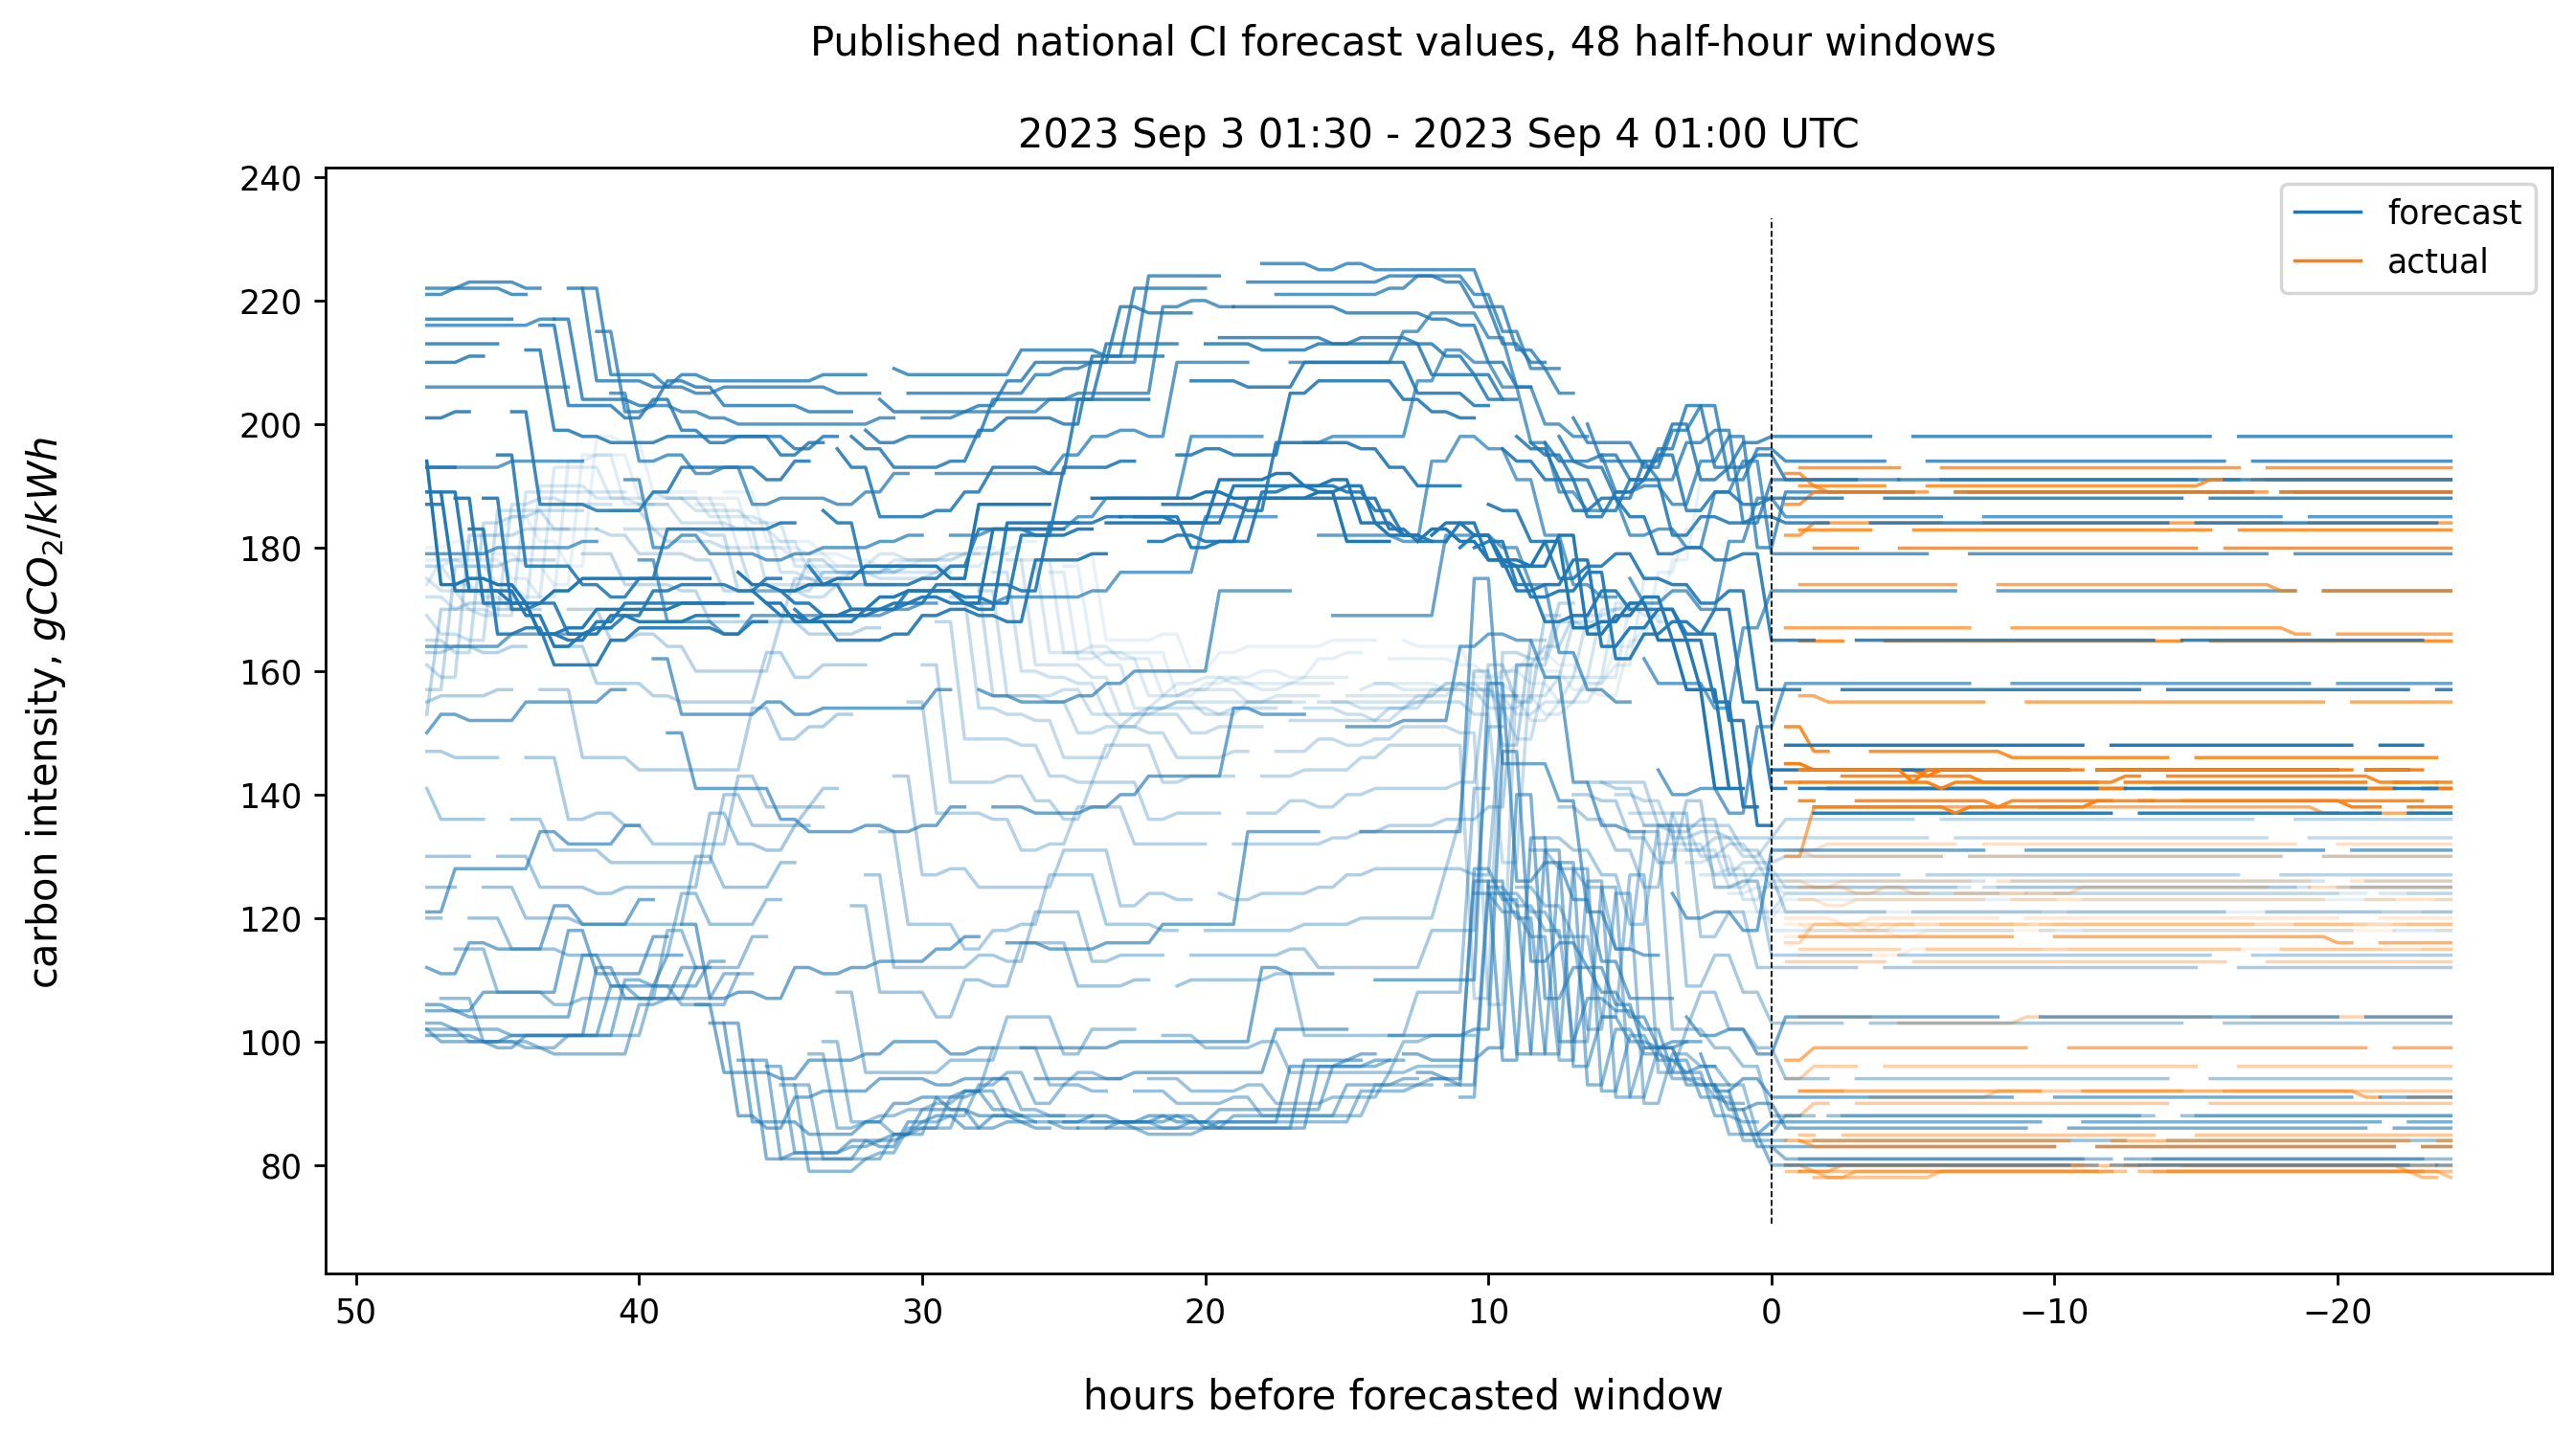 Published national CI forecast values, 48 half-hour windows
2023 Sep 3 01:30 - 2023 Sep 4 01:00 UTC
forecast
actual
carbon intensity, gCO₂/kWh
240
220
200
180
160
140
120
100
80
50 40 30 20 10 0 −10 −20
hours before forecasted window